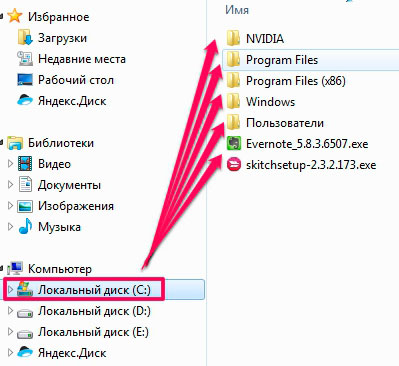 Избранное
Загрузки
Недавние места
Рабочий стол
Яндекс.Диск
Библиотеки
Видео
Документы
Изображения
Музыка
Компьютер
Локальный диск (C:)
Локальный диск (D:)
Локальный диск (E:)
Яндекс.Диск
Имя
NVIDIA
Program Files
Program Files (x86)
Windows
Пользователи
Evernote_5.8.3.6507.exe
skitchsetup-2.3.2.173.exe